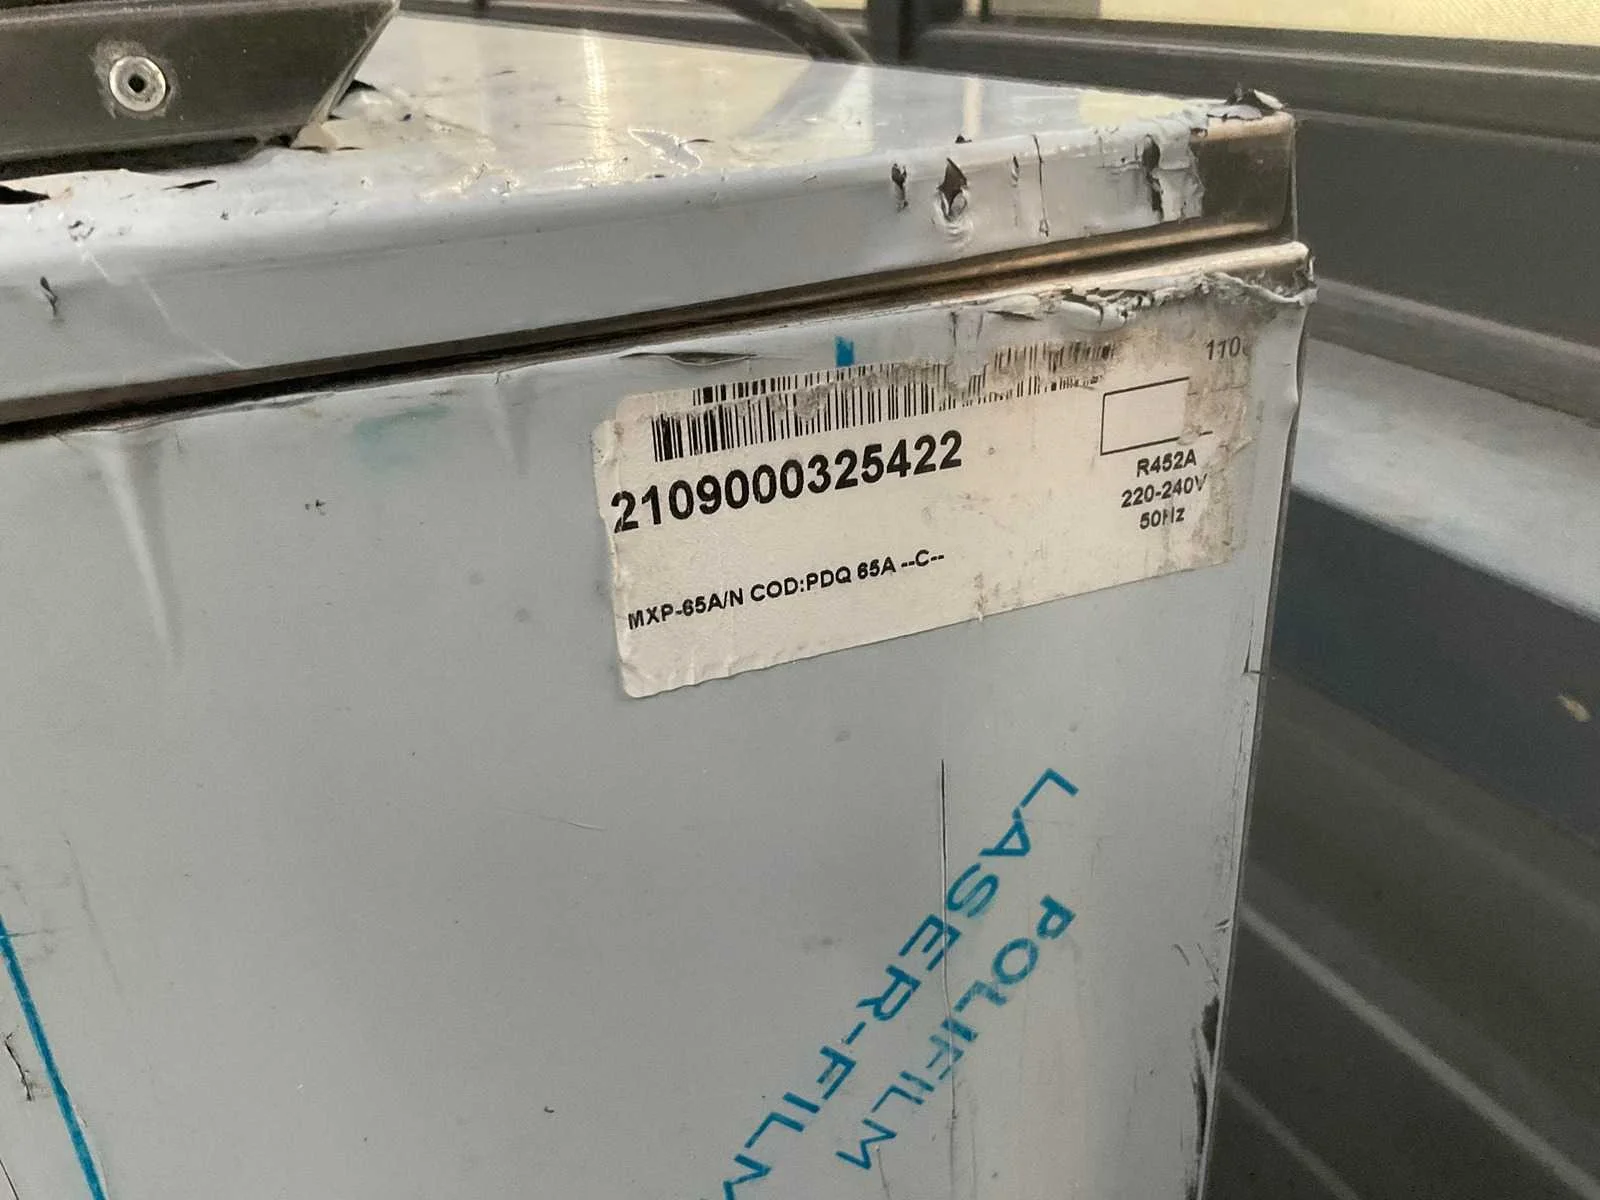 110
2109000325422
R452A
220-240V
50Hz
MXP-65A/N COD:PDQ 65A --C--
LASER-FILM
POLIFILM